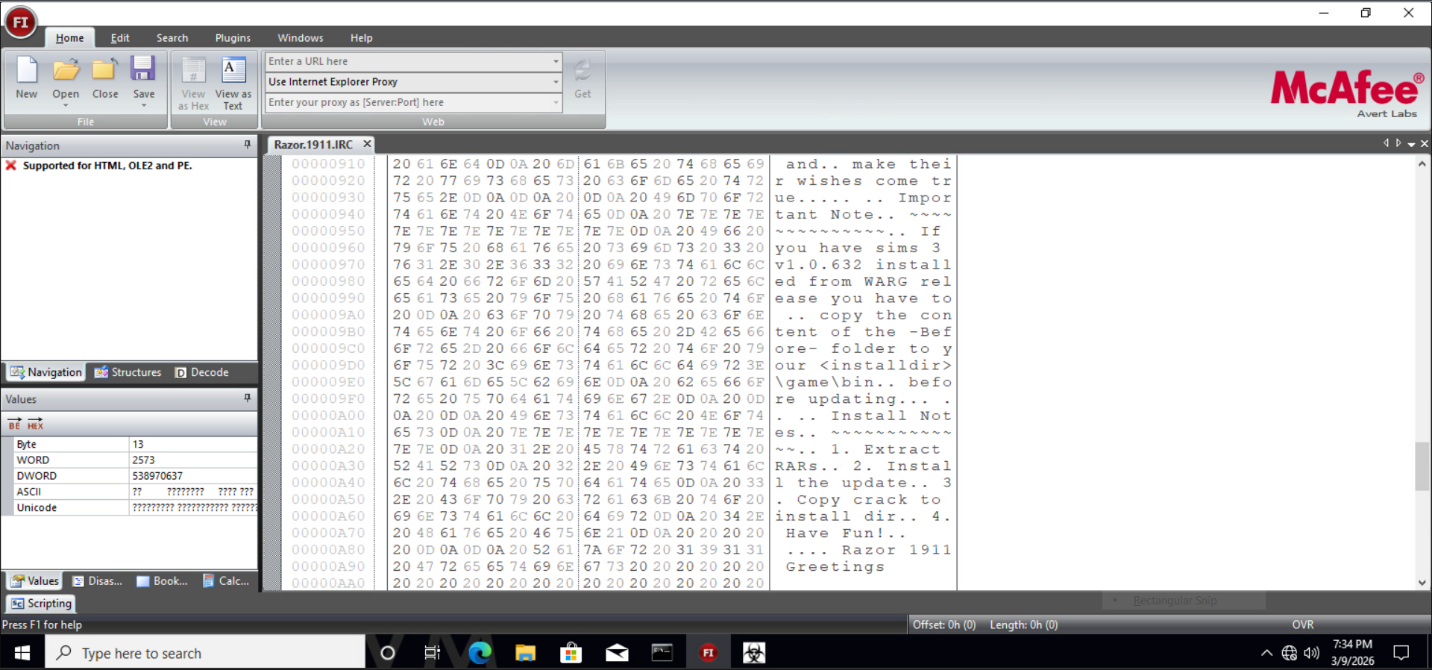 FI
Home Edit Search Plugins Windows Help
New Open Close Save View as Hex View as Text
Enter a URL here
Use Internet Explorer Proxy
Enter your proxy as [Server:Port] here
Get
File View Web
McAfee®
Avert Labs
Navigation
Supported for HTML, OLE2 and PE.
Navigation Structures Decode
Values
BE HEX
Byte 13
WORD 2573
DWORD 538970637
ASCII ?? ???????? ???? ???
Unicode ????????? ??????????? ??????
Values Disas... Book... Calc...
Scripting
Razor.1911.IRC
00000910 20 61 6E 64 0D 0A 20 6D 61 6B 65 20 74 68 65 69 and.. make thei
00000920 72 20 77 69 73 68 65 73 20 63 6F 6D 65 20 74 72 r wishes come tr
00000930 75 65 2E 0D 0A 0D 0A 20 0D 0A 20 49 6D 70 6F 72 ue..... .. Impor
00000940 74 61 6E 74 20 4E 6F 74 65 0D 0A 20 7E 7E 7E 7E tant Note.. ~~~~
00000950 7E 7E 7E 7E 7E 7E 7E 7E 7E 7E 0D 0A 20 49 66 20 ~~~~~~~~~~.. If
00000960 79 6F 75 20 68 61 76 65 20 73 69 6D 73 20 33 20 you have sims 3
00000970 76 31 2E 30 2E 36 33 32 20 69 6E 73 74 61 6C 6C v1.0.632 install
00000980 65 64 20 66 72 6F 6D 20 57 41 52 47 20 72 65 6C ed from WARG rel
00000990 65 61 73 65 20 79 6F 75 20 68 61 76 65 20 74 6F ease you have to
000009A0 20 0D 0A 20 63 6F 70 79 20 74 68 65 20 63 6F 6E .. copy the con
000009B0 74 65 6E 74 20 6F 66 20 74 68 65 20 2D 42 65 66 tent of the -Bef
000009C0 6F 72 65 2D 20 66 6F 6C 64 65 72 20 74 6F 20 79 ore- folder to y
000009D0 6F 75 72 20 3C 69 6E 73 74 61 6C 6C 64 69 72 3E our <installdir>
000009E0 5C 67 61 6D 65 5C 62 69 6E 0D 0A 20 62 65 66 6F \game\bin.. befo
000009F0 72 65 20 75 70 64 61 74 69 6E 67 2E 0D 0A 20 0D re updating... .
00000A00 0A 20 0D 0A 20 49 6E 73 74 61 6C 6C 20 4E 6F 74 . .. Install Not
00000A10 65 73 0D 0A 20 7E 7E 7E 7E 7E 7E 7E 7E 7E 7E 7E es.. ~~~~~~~~~~~
00000A20 7E 7E 0D 0A 20 31 2E 20 45 78 74 72 61 63 74 20 ~~.. 1. Extract
00000A30 52 41 52 73 0D 0A 20 32 2E 20 49 6E 73 74 61 6C RARs.. 2. Instal
00000A40 6C 20 74 68 65 20 75 70 64 61 74 65 0D 0A 20 33 l the update.. 3
00000A50 2E 20 43 6F 70 79 20 63 72 61 63 6B 20 74 6F 20 . Copy crack to
00000A60 69 6E 73 74 61 6C 6C 20 64 69 72 0D 0A 20 34 2E install dir.. 4.
00000A70 20 48 61 76 65 20 46 75 6E 21 0D 0A 20 20 20 20 Have Fun!..
00000A80 20 0D 0A 0D 0A 20 52 61 7A 6F 72 20 31 39 31 31 .... Razor 1911
00000A90 20 47 72 65 65 74 69 6E 67 73 20 20 20 20 20 20 Greetings
00000AA0 20 20 20 20 20 20 20 20 20 20 20 20 20 20 20 20
Rectangular Snip
Press F1 for help
Offset: 0h (0) Length: 0h (0) OVR
Type here to search
FI
7:34 PM
3/9/2026